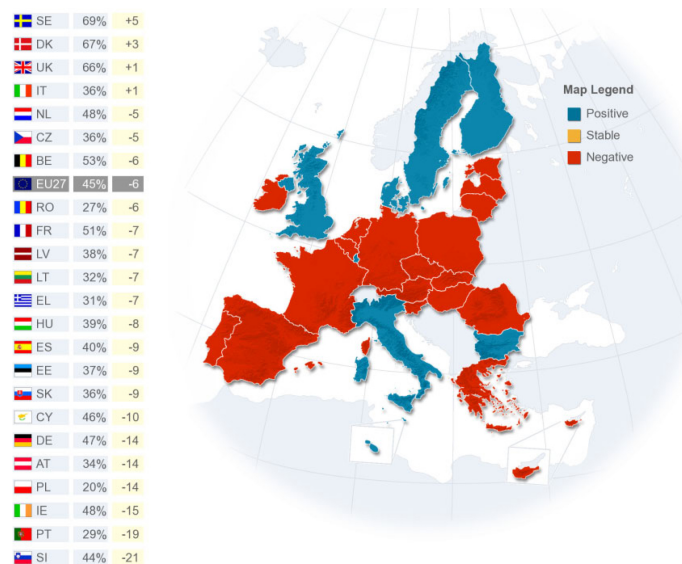 SE 69% +5
DK 67% +3
UK 66% +1
IT 36% +1
NL 48% -5
CZ 36% -5
BE 53% -6
EU27 45% -6
RO 27% -6
FR 51% -7
LV 38% -7
LT 32% -7
EL 31% -7
HU 39% -8
ES 40% -9
EE 37% -9
SK 36% -9
CY 46% -10
DE 47% -14
AT 34% -14
PL 20% -14
IE 48% -15
PT 29% -19
SI 44% -21
Map Legend
Positive
Stable
Negative